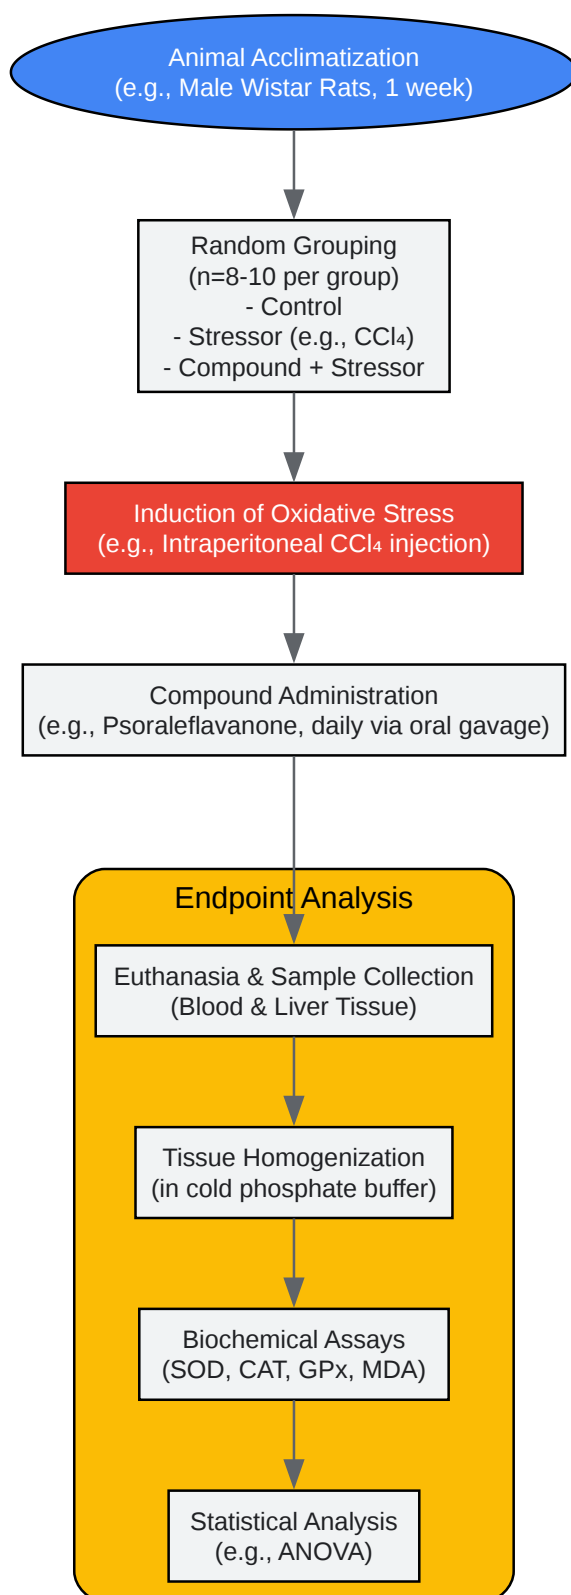 Animal Acclimatization
(e.g., Male Wistar Rats, 1 week)
Random Grouping
(n=8-10 per group)
- Control
- Stressor (e.g., CCl₄)
- Compound + Stressor
Induction of Oxidative Stress
(e.g., Intraperitoneal CCl₄ injection)
Compound Administration
(e.g., Psoraleflavanone, daily via oral gavage)
Endpoint Analysis
Euthanasia & Sample Collection
(Blood & Liver Tissue)
Tissue Homogenization
(in cold phosphate buffer)
Biochemical Assays
(SOD, CAT, GPx, MDA)
Statistical Analysis
(e.g., ANOVA)